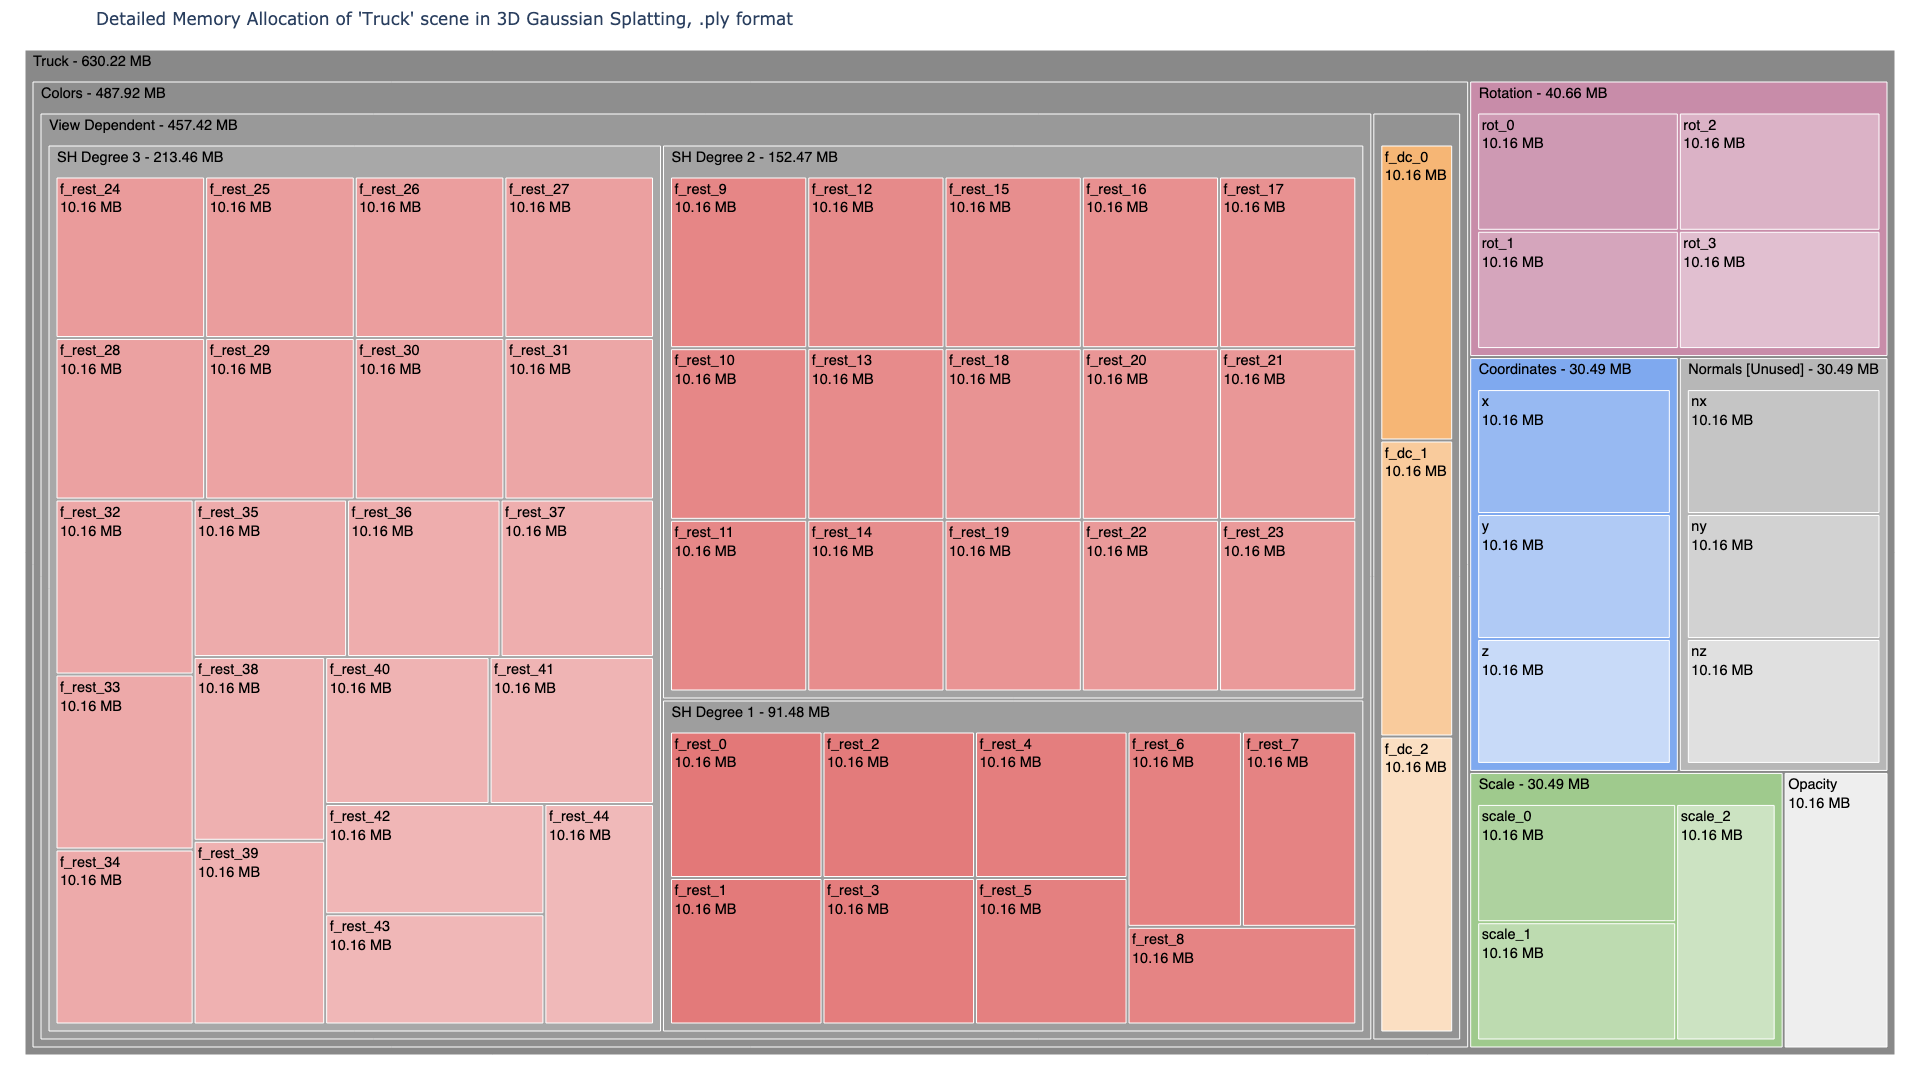 Detailed Memory Allocation of 'Truck' scene in 3D Gaussian Splatting, .ply format
Truck - 630.22 MB
Colors - 487.92 MB
View Dependent - 457.42 MB
SH Degree 3 - 213.46 MB
f_rest_24
10.16 MB
f_rest_25
10.16 MB
f_rest_26
10.16 MB
f_rest_27
10.16 MB
f_rest_28
10.16 MB
f_rest_29
10.16 MB
f_rest_30
10.16 MB
f_rest_31
10.16 MB
f_rest_32
10.16 MB
f_rest_35
10.16 MB
f_rest_36
10.16 MB
f_rest_37
10.16 MB
f_rest_33
10.16 MB
f_rest_38
10.16 MB
f_rest_40
10.16 MB
f_rest_41
10.16 MB
f_rest_34
10.16 MB
f_rest_39
10.16 MB
f_rest_42
10.16 MB
f_rest_44
10.16 MB
f_rest_43
10.16 MB
SH Degree 2 - 152.47 MB
f_rest_9
10.16 MB
f_rest_12
10.16 MB
f_rest_15
10.16 MB
f_rest_16
10.16 MB
f_rest_17
10.16 MB
f_rest_10
10.16 MB
f_rest_13
10.16 MB
f_rest_18
10.16 MB
f_rest_20
10.16 MB
f_rest_21
10.16 MB
f_rest_11
10.16 MB
f_rest_14
10.16 MB
f_rest_19
10.16 MB
f_rest_22
10.16 MB
f_rest_23
10.16 MB
SH Degree 1 - 91.48 MB
f_rest_0
10.16 MB
f_rest_2
10.16 MB
f_rest_4
10.16 MB
f_rest_6
10.16 MB
f_rest_7
10.16 MB
f_rest_1
10.16 MB
f_rest_3
10.16 MB
f_rest_5
10.16 MB
f_rest_8
10.16 MB
f_dc_0
10.16 MB
f_dc_1
10.16 MB
f_dc_2
10.16 MB
Rotation - 40.66 MB
rot_0
10.16 MB
rot_2
10.16 MB
rot_1
10.16 MB
rot_3
10.16 MB
Coordinates - 30.49 MB
x
10.16 MB
y
10.16 MB
z
10.16 MB
Normals [Unused] - 30.49 MB
nx
10.16 MB
ny
10.16 MB
nz
10.16 MB
Scale - 30.49 MB
scale_0
10.16 MB
scale_2
10.16 MB
scale_1
10.16 MB
Opacity
10.16 MB